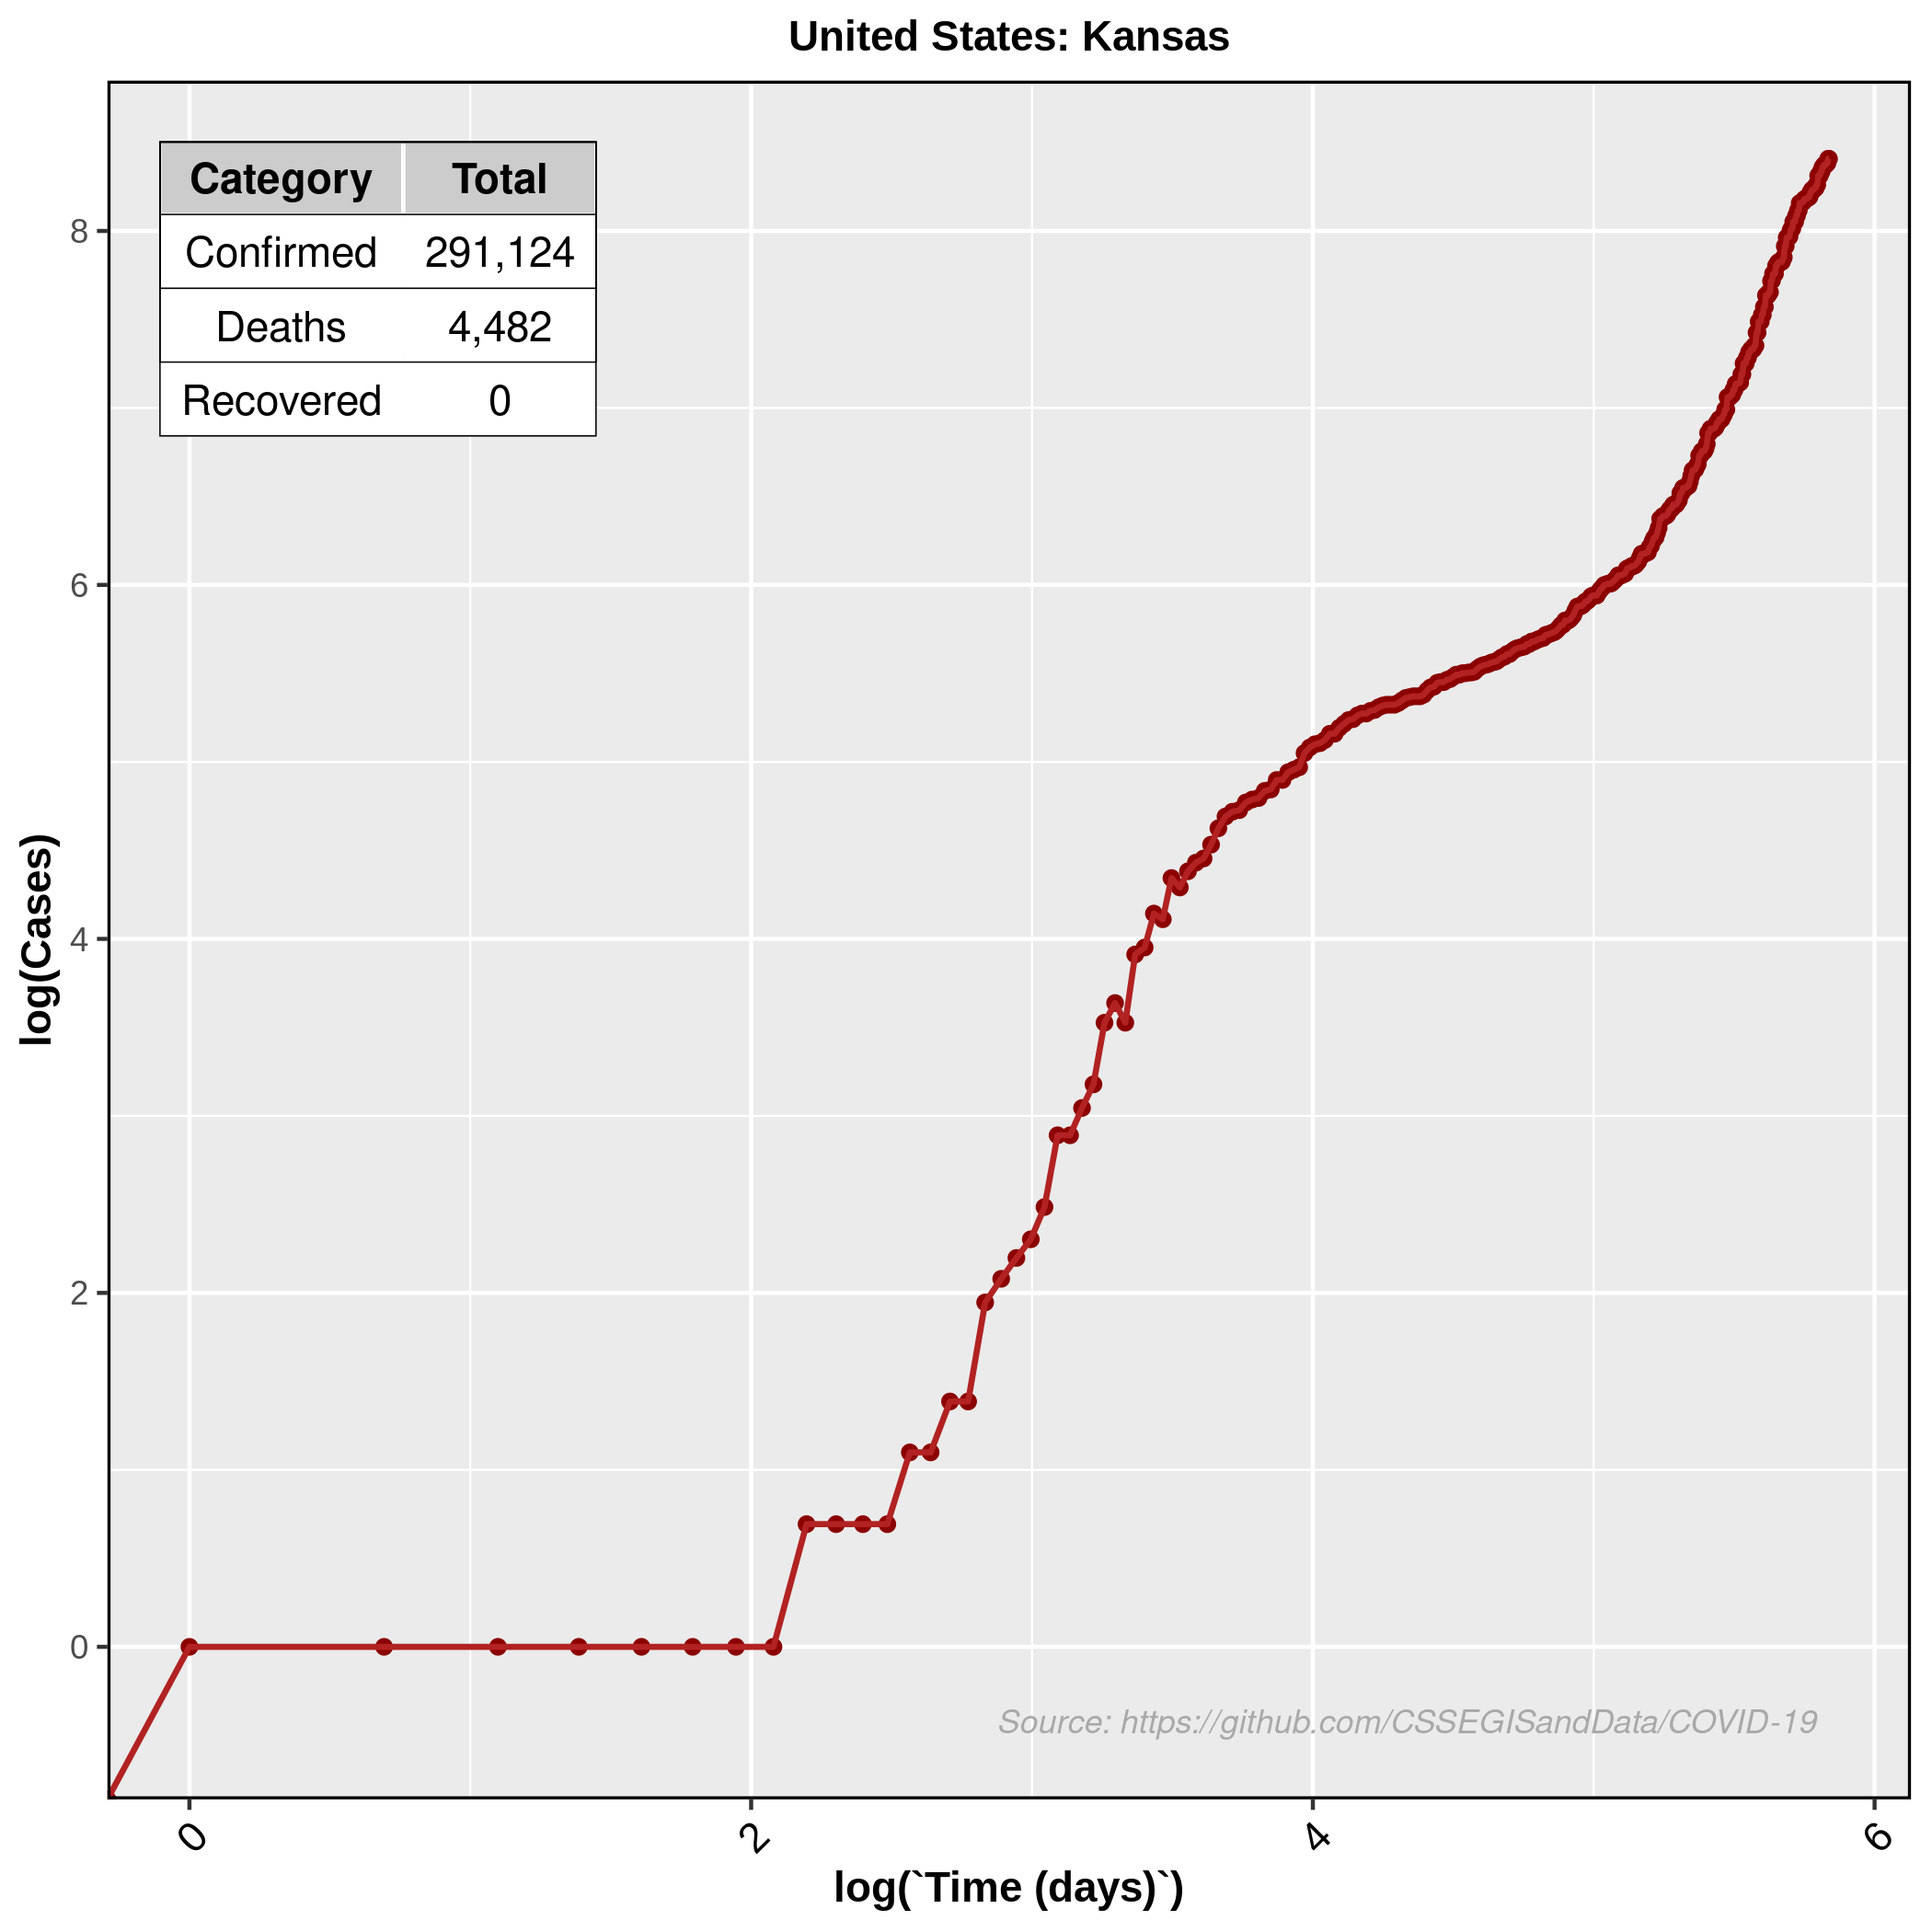 United States: Kansas
Category Total
Confirmed 291,124
Deaths 4,482
Recovered 0
8
6
4
2
0
log(Cases)
Source: https://github.com/CSSEGISandData/COVID-19
0 2 4 6
log(`Time (days)`)